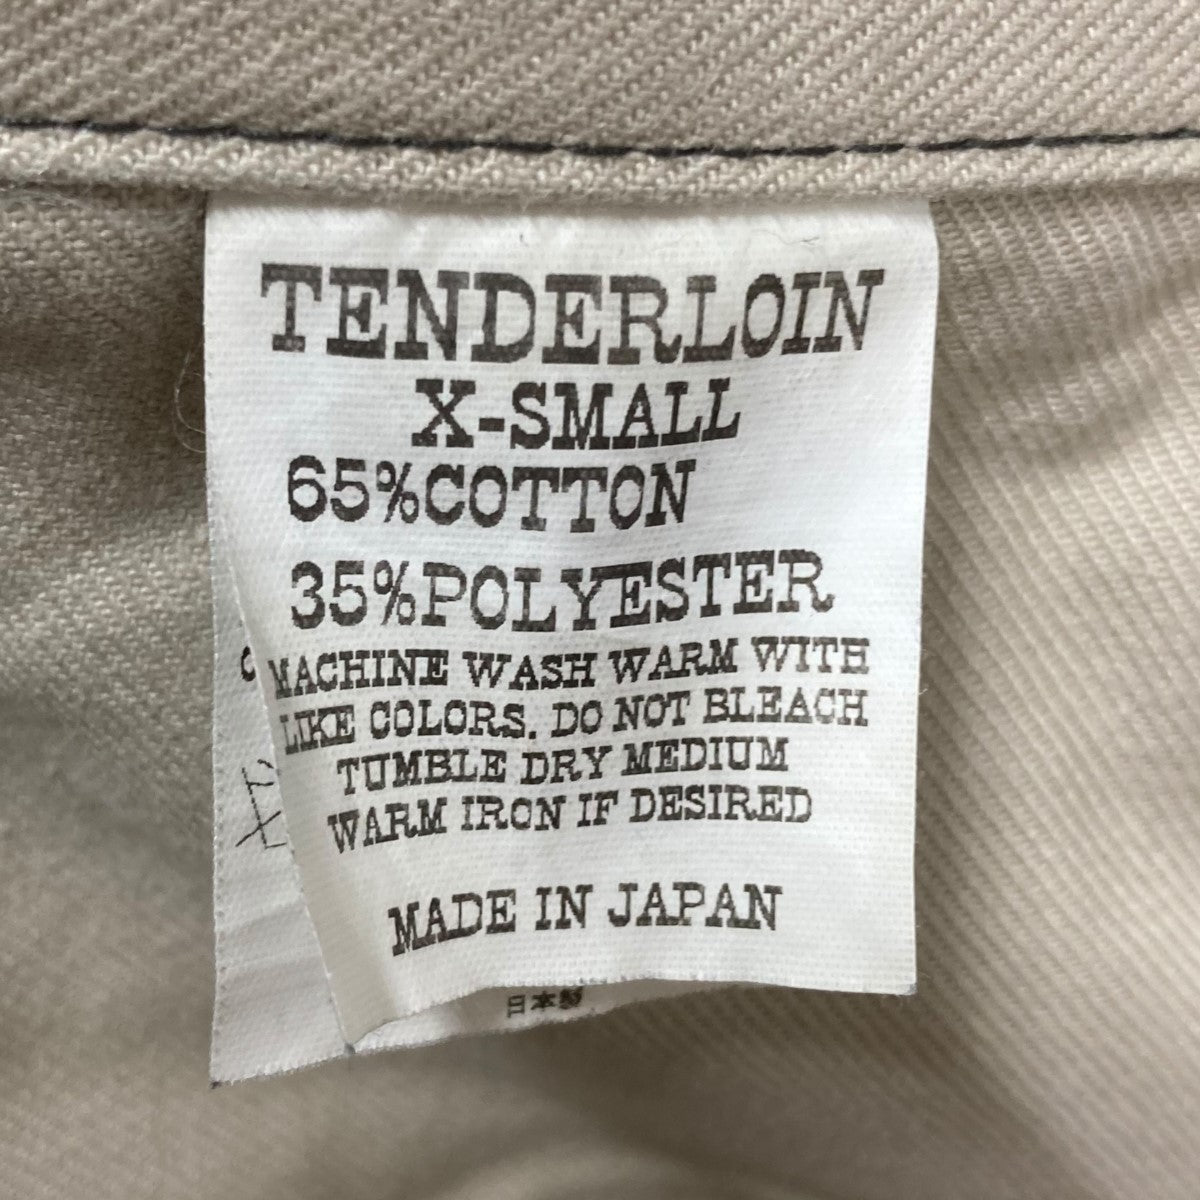 TENDERLOIN
X-SMALL
65%COTTON
35%POLYESTER
MACHINE WASH WARM WITH
LIKE COLORS. DO NOT BLEACH
TUMBLE DRY MEDIUM
WARM IRON IF DESIRED
MADE IN JAPAN
日本製